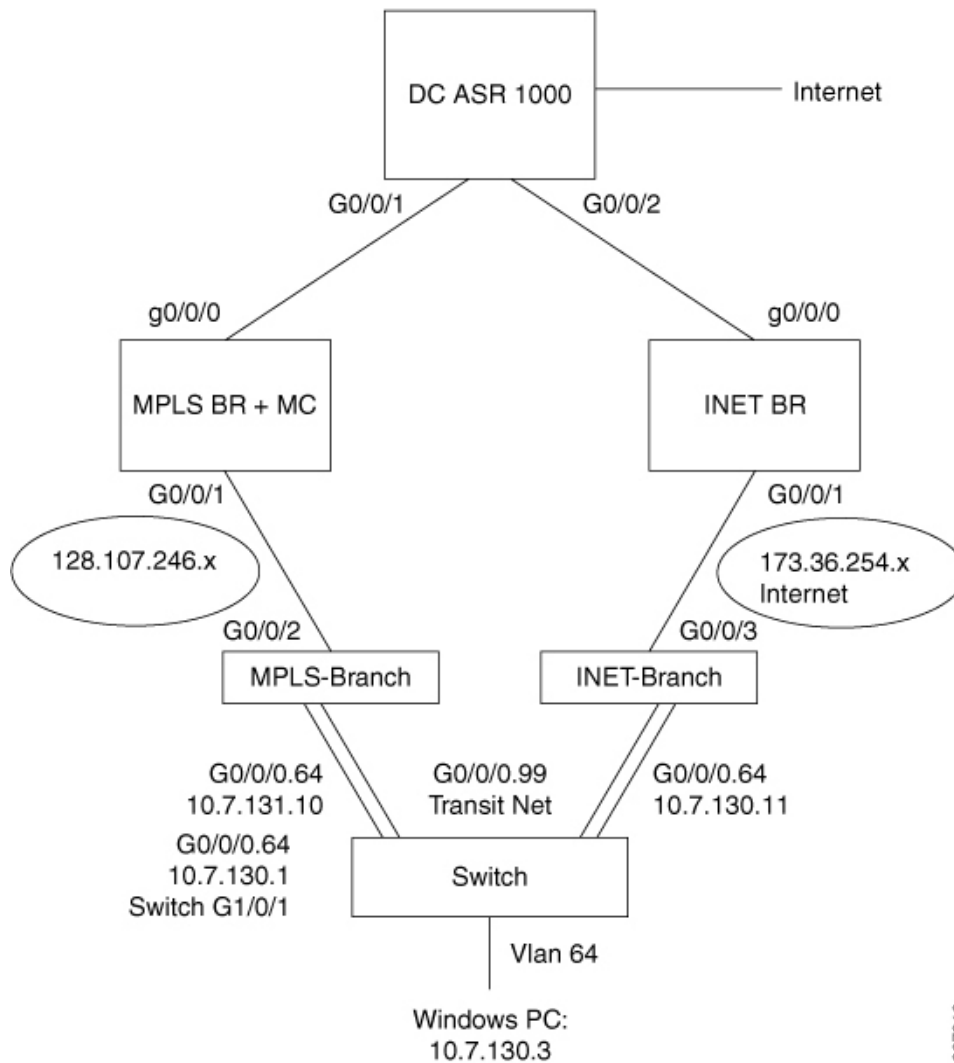 DC ASR 1000
Internet
G0/0/1
G0/0/2
g0/0/0
g0/0/0
MPLS BR + MC
INET BR
G0/0/1
G0/0/1
128.107.246.x
173.36.254.x
Internet
G0/0/2
G0/0/3
MPLS-Branch
INET-Branch
G0/0/0.64
10.7.131.10
G0/0/0.99
Transit Net
G0/0/0.64
10.7.130.11
G0/0/0.64
10.7.130.1
Switch G1/0/1
Switch
Vlan 64
Windows PC:
10.7.130.3